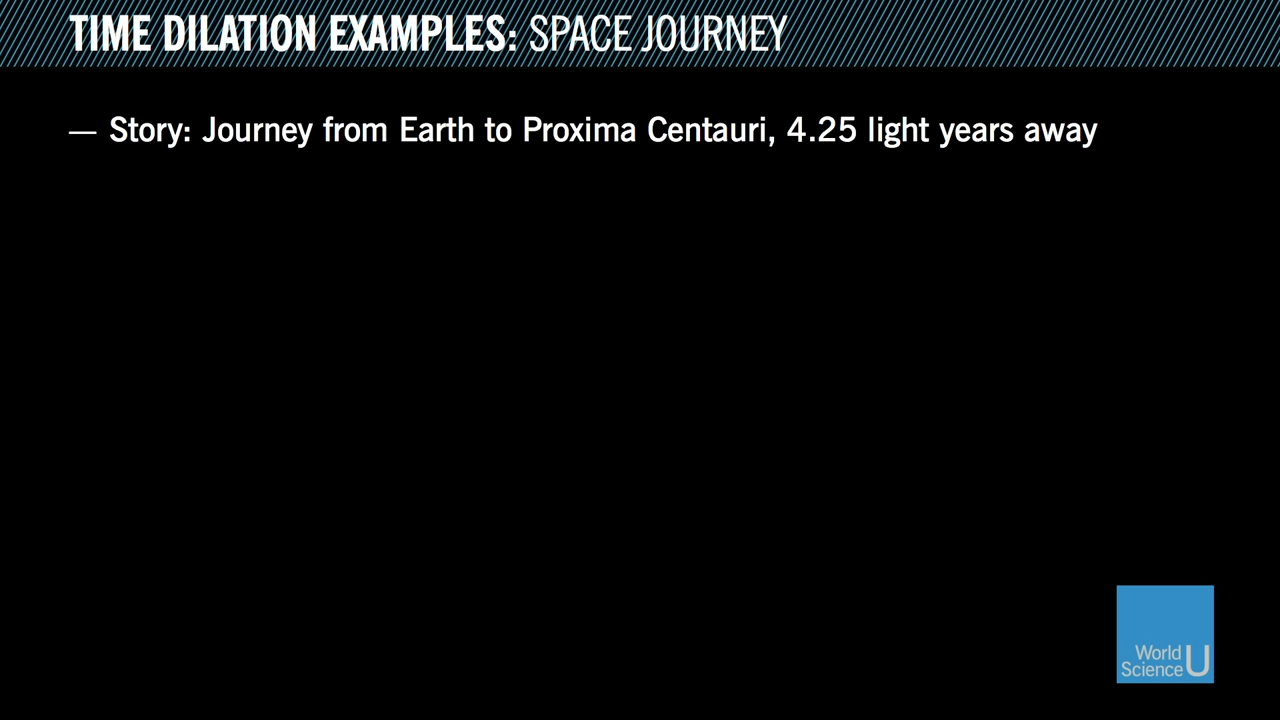 TIME DILATION EXAMPLES: SPACE JOURNEY
— Story: Journey from Earth to Proxima Centauri, 4.25 light years away
World
Science U